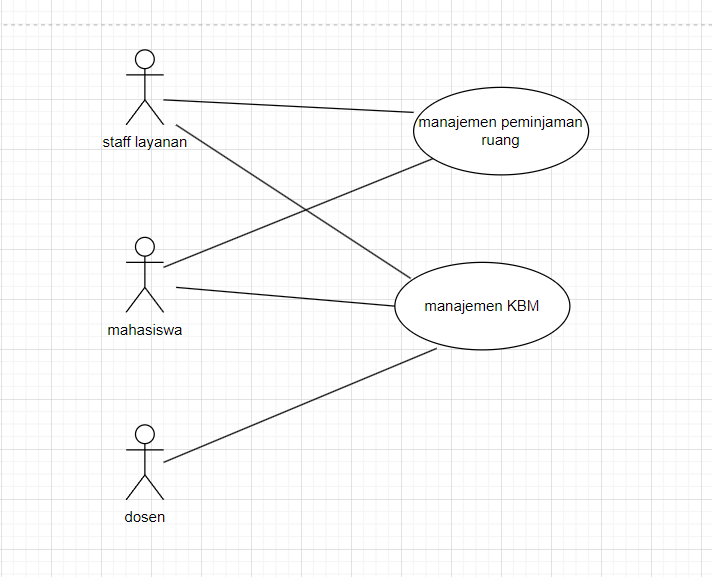 staff layanan
manajemen peminjaman
ruang
mahasiswa
manajemen KBM
dosen